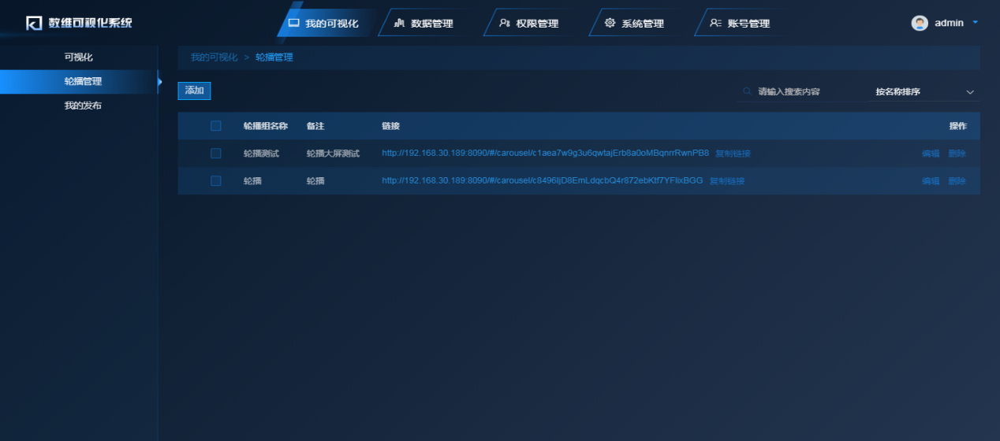 数维可视化系统 我的可视化 数据管理 权限管理 系统管理 账号管理 admin
可视化
轮播管理
我的发布
我的可视化 > 轮播管理
添加 请输入搜索内容 按名称排序
轮播组名称 备注 链接 操作
轮播测试 轮播大屏测试 http://192.168.30.189:8090/#/carousel/c1aea7w9g3u6qwtajErb8a0oMBqnrrRwnPB8 复制链接 编辑 删除
轮播 轮播 http://192.168.30.189:8090/#/carousel/c8496IjD8EmLdqcbQ4r872ebKtf7YFlixBGG 复制链接 编辑 删除